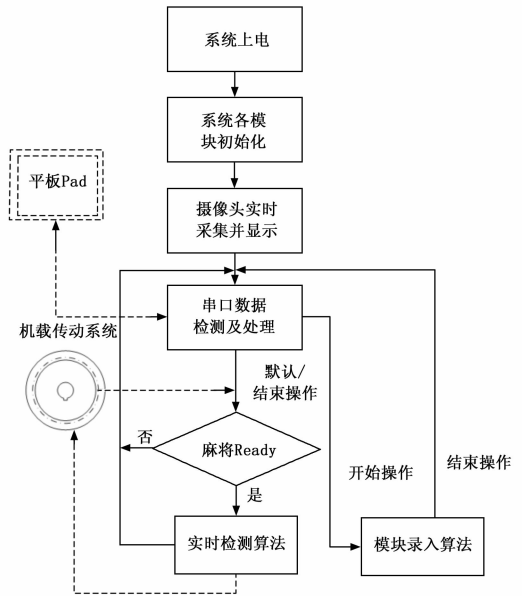 系统上电
系统各模
块初始化
平板Pad
摄像头实时
采集并显示
串口数据
检测及处理
机载传动系统
默认/
结束操作
否
麻将Ready
是
开始操作
结束操作
实时检测算法
模块录入算法